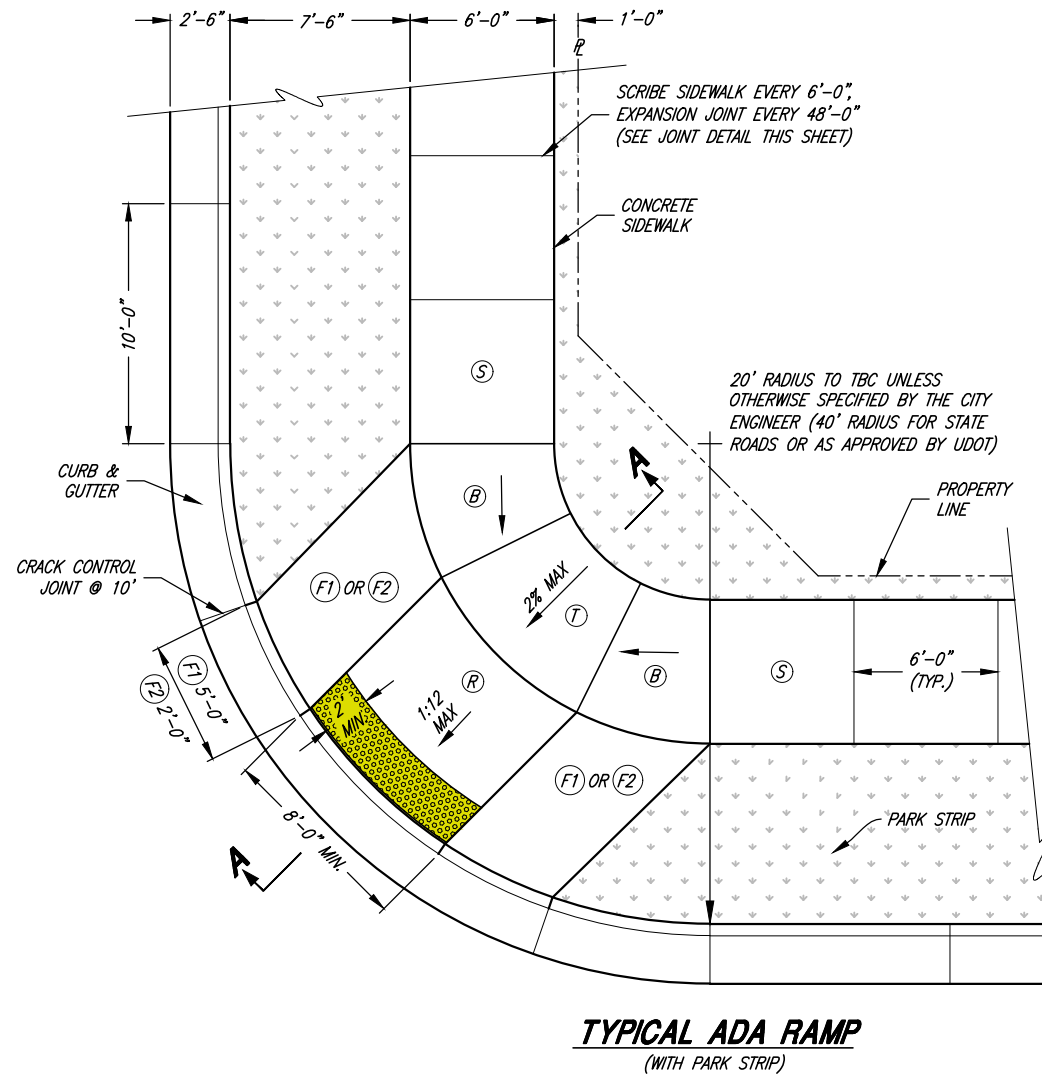 2'-6"
7'-6"
6'-0"
1'-0"
PL
SCRIBE SIDEWALK EVERY 6'-0",
EXPANSION JOINT EVERY 48'-0"
(SEE JOINT DETAIL THIS SHEET)
CONCRETE
SIDEWALK
10'-0"
S
20' RADIUS TO TBC UNLESS
OTHERWISE SPECIFIED BY THE CITY
ENGINEER (40' RADIUS FOR STATE
ROADS OR AS APPROVED BY UDOT)
CURB &
GUTTER
A
B
PROPERTY
LINE
CRACK CONTROL
JOINT @ 10'
F1 OR F2
2% MAX
T
B
S
6'-0"
(TYP.)
F1 5'-0"
F2 2'-0"
2'
MIN.
1:12
MAX
R
F1 OR F2
8'-0" MIN.
A
PARK STRIP
TYPICAL ADA RAMP
(WITH PARK STRIP)